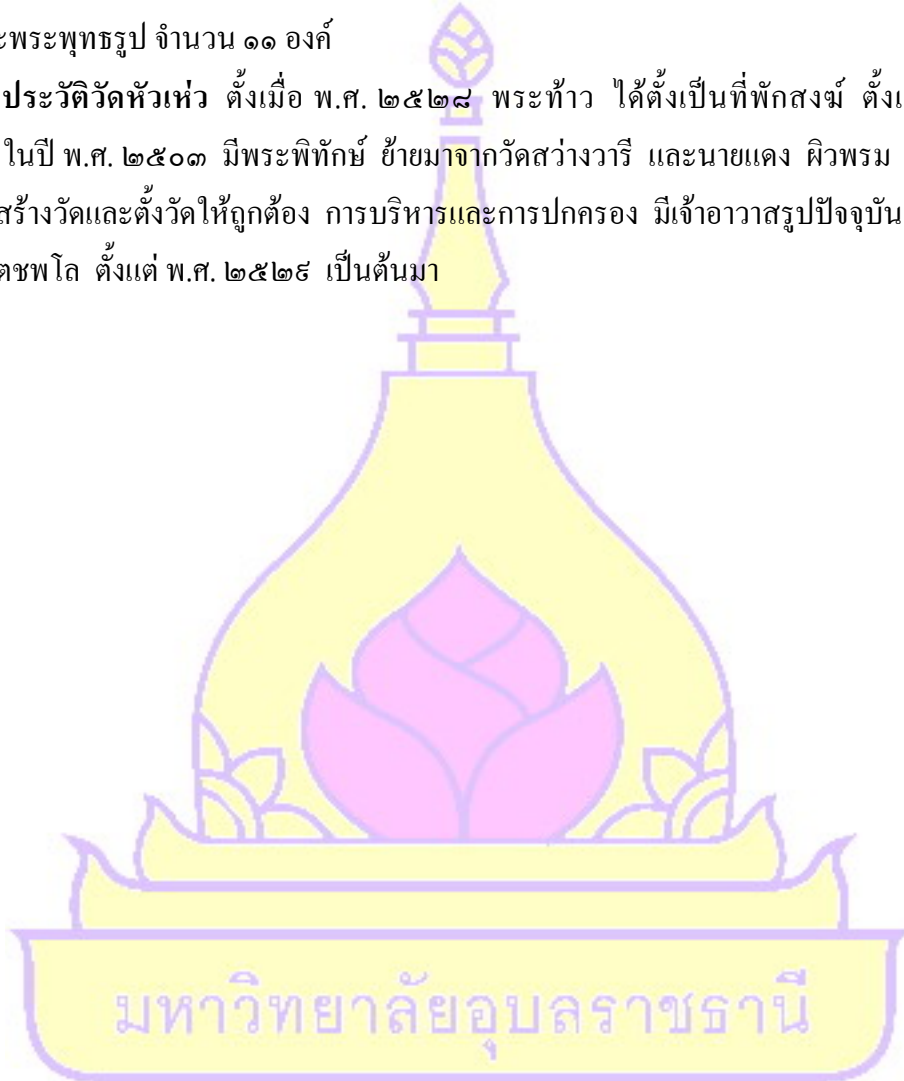 ะพระพุทธรูป จำนวน ๑๑ องค์
ประวัติวัดหัวเห่ว ตั้งเมื่อ พ.ศ. ๒๕๒๘ พระท้าว ได้ตั้งเป็นที่พักสงฆ์ ตั้งเ
ในปี พ.ศ. ๒๕๐๓ มีพระพิทักษ์ ย้ายมาจากวัดสว่างวารี และนายแดง ผิวพรม
สร้างวัดและตั้งวัดให้ถูกต้อง การบริหารและการปกครอง มีเจ้าอาวาสรูปปัจจุบัน
ตชพโล ตั้งแต่ พ.ศ. ๒๕๒๙ เป็นต้นมา
มหาวิทยาลัยอุบลราชธานี